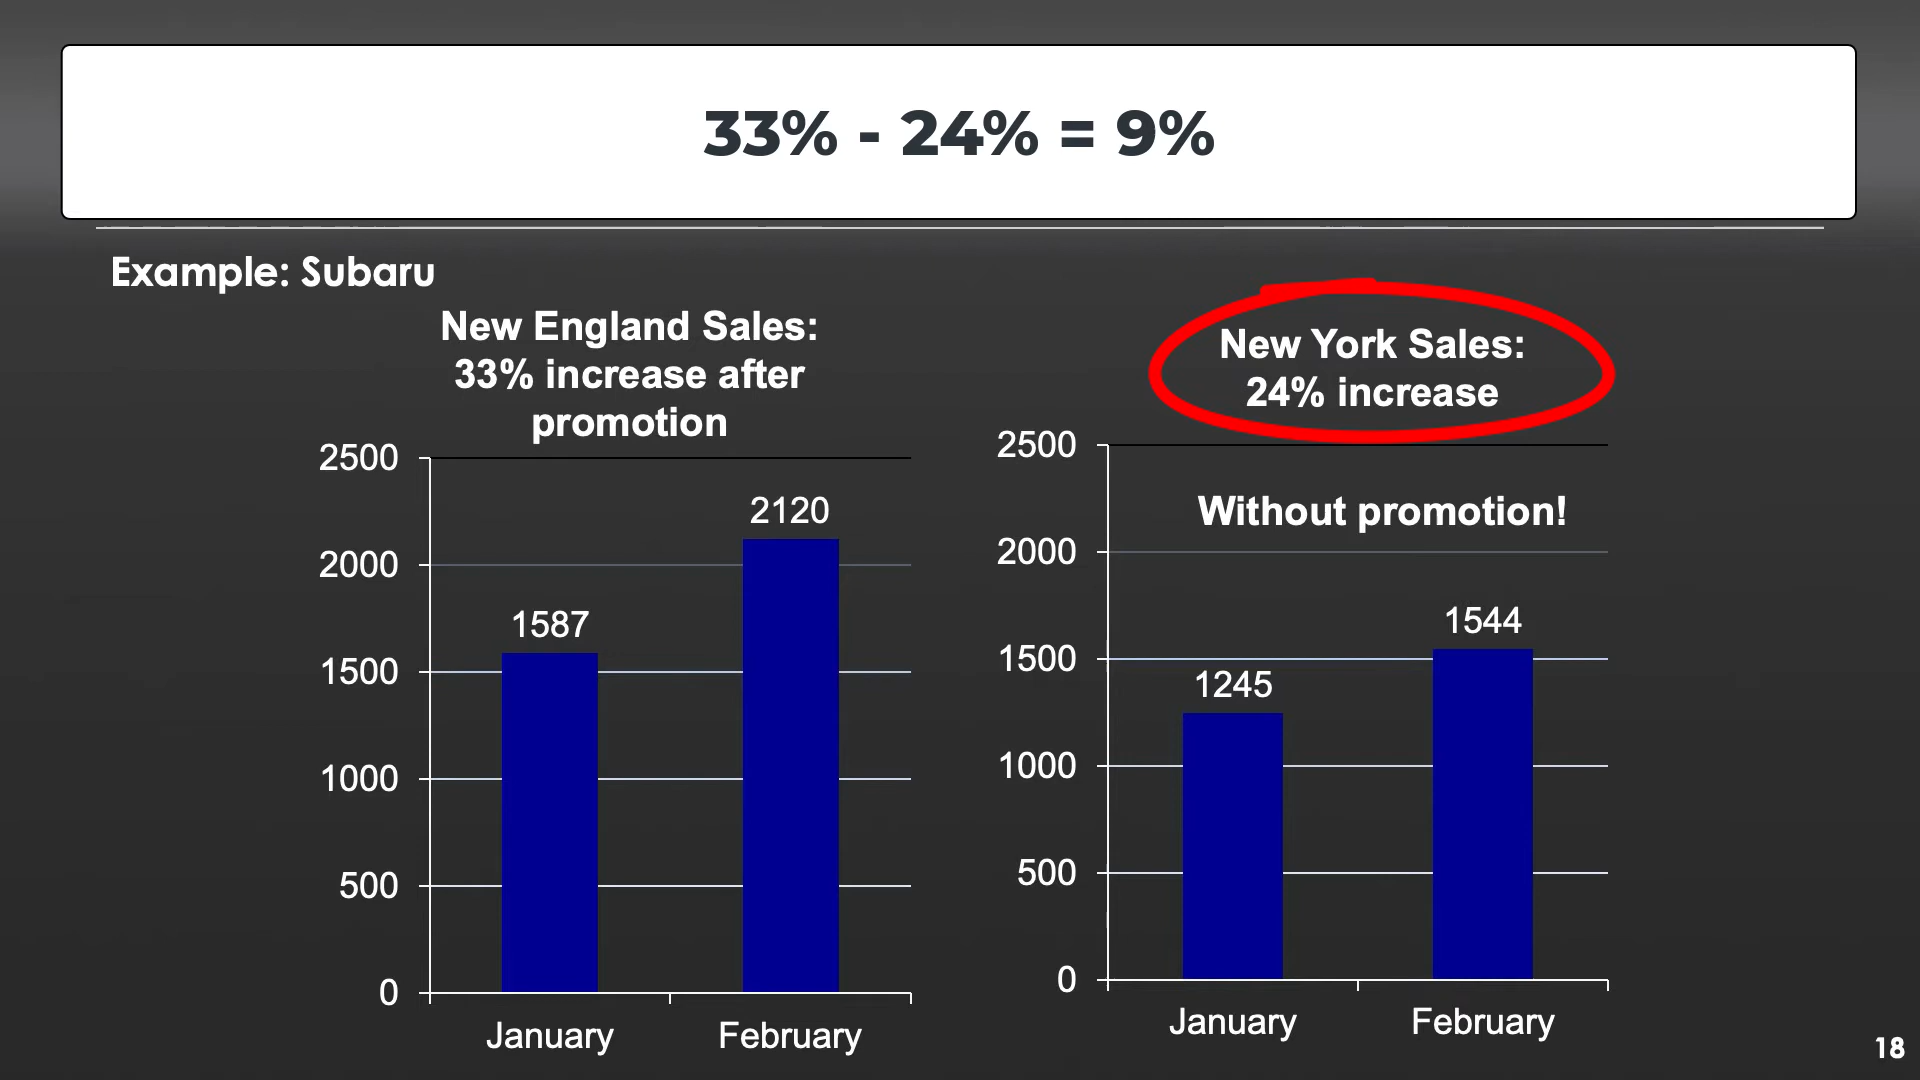 33% - 24% = 9%
Example: Subaru
New England Sales:
33% increase after
promotion
2500
2000
1500
1000
500
0
1587
2120
January
February
New York Sales:
24% increase
Without promotion!
2500
2000
1500
1000
500
0
1245
1544
January
February
18